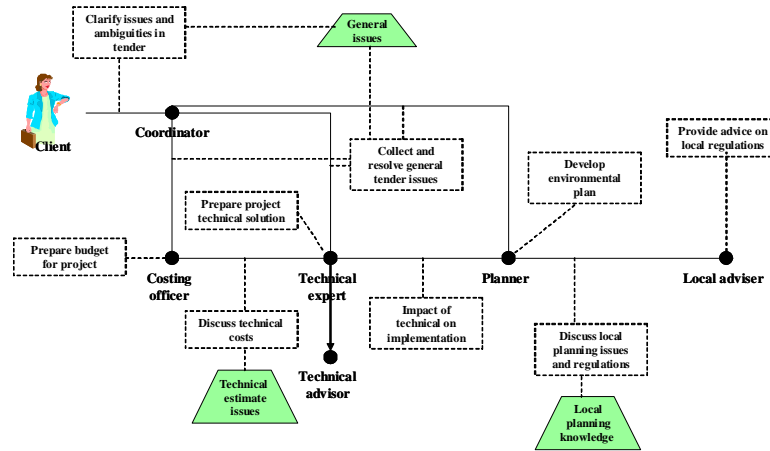 Clarify issues and
ambiguities in
tender
General
issues
Client
Coordinator
Collect and
resolve general
tender issues
Provide advice on
local regulations
Develop
environmental
plan
Prepare project
technical solution
Prepare budget
for project
Costing
officer
Technical
expert
Planner
Local adviser
Discuss technical
costs
Impact of
technical on
implementation
Discuss local
planning issues
and regulations
Technical
advisor
Technical
estimate
issues
Local
planning
knowledge